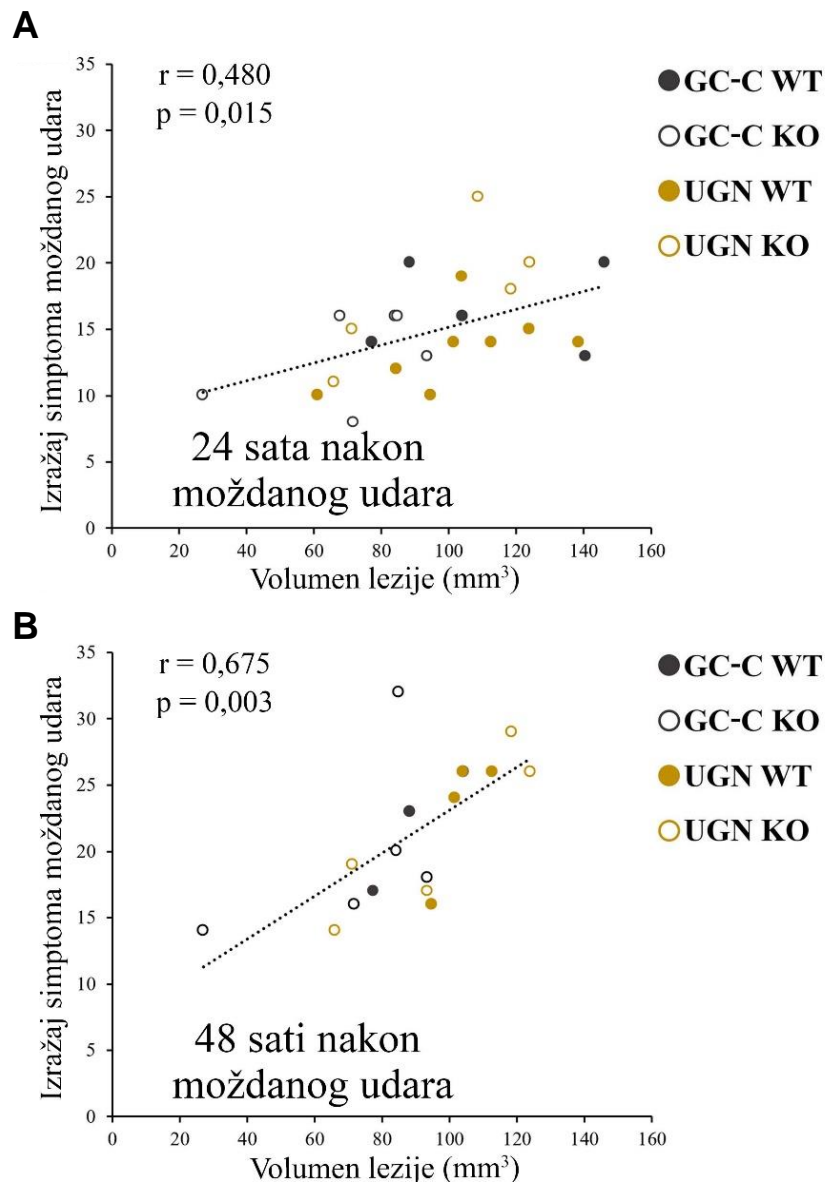 A
r = 0,480
p = 0,015
GC-C WT
GC-C KO
UGN WT
UGN KO
Izražaj simptoma moždanog udara
35
30
25
20
15
10
5
0
24 sata nakon
moždanog udara
0 20 40 60 80 100 120 140 160
Volumen lezije (mm³)
B
r = 0,675
p = 0,003
GC-C WT
GC-C KO
UGN WT
UGN KO
Izražaj simptoma moždanog udara
35
30
25
20
15
10
5
0
48 sati nakon
moždanog udara
0 20 40 60 80 100 120 140 160
Volumen lezije (mm³)